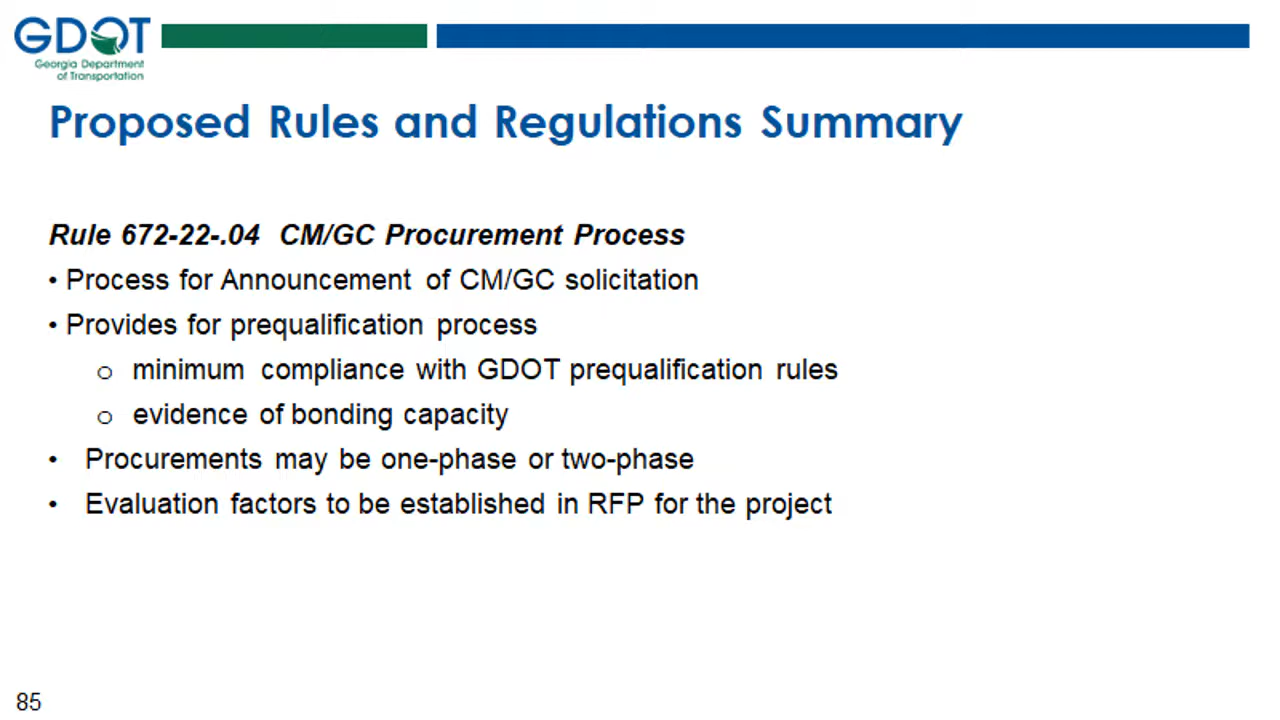 GDOT
Georgia Department
of Transportation
Proposed Rules and Regulations Summary
Rule 672-22-.04 CM/GC Procurement Process
• Process for Announcement of CM/GC solicitation
• Provides for prequalification process
o minimum compliance with GDOT prequalification rules
o evidence of bonding capacity
• Procurements may be one-phase or two-phase
• Evaluation factors to be established in RFP for the project
85